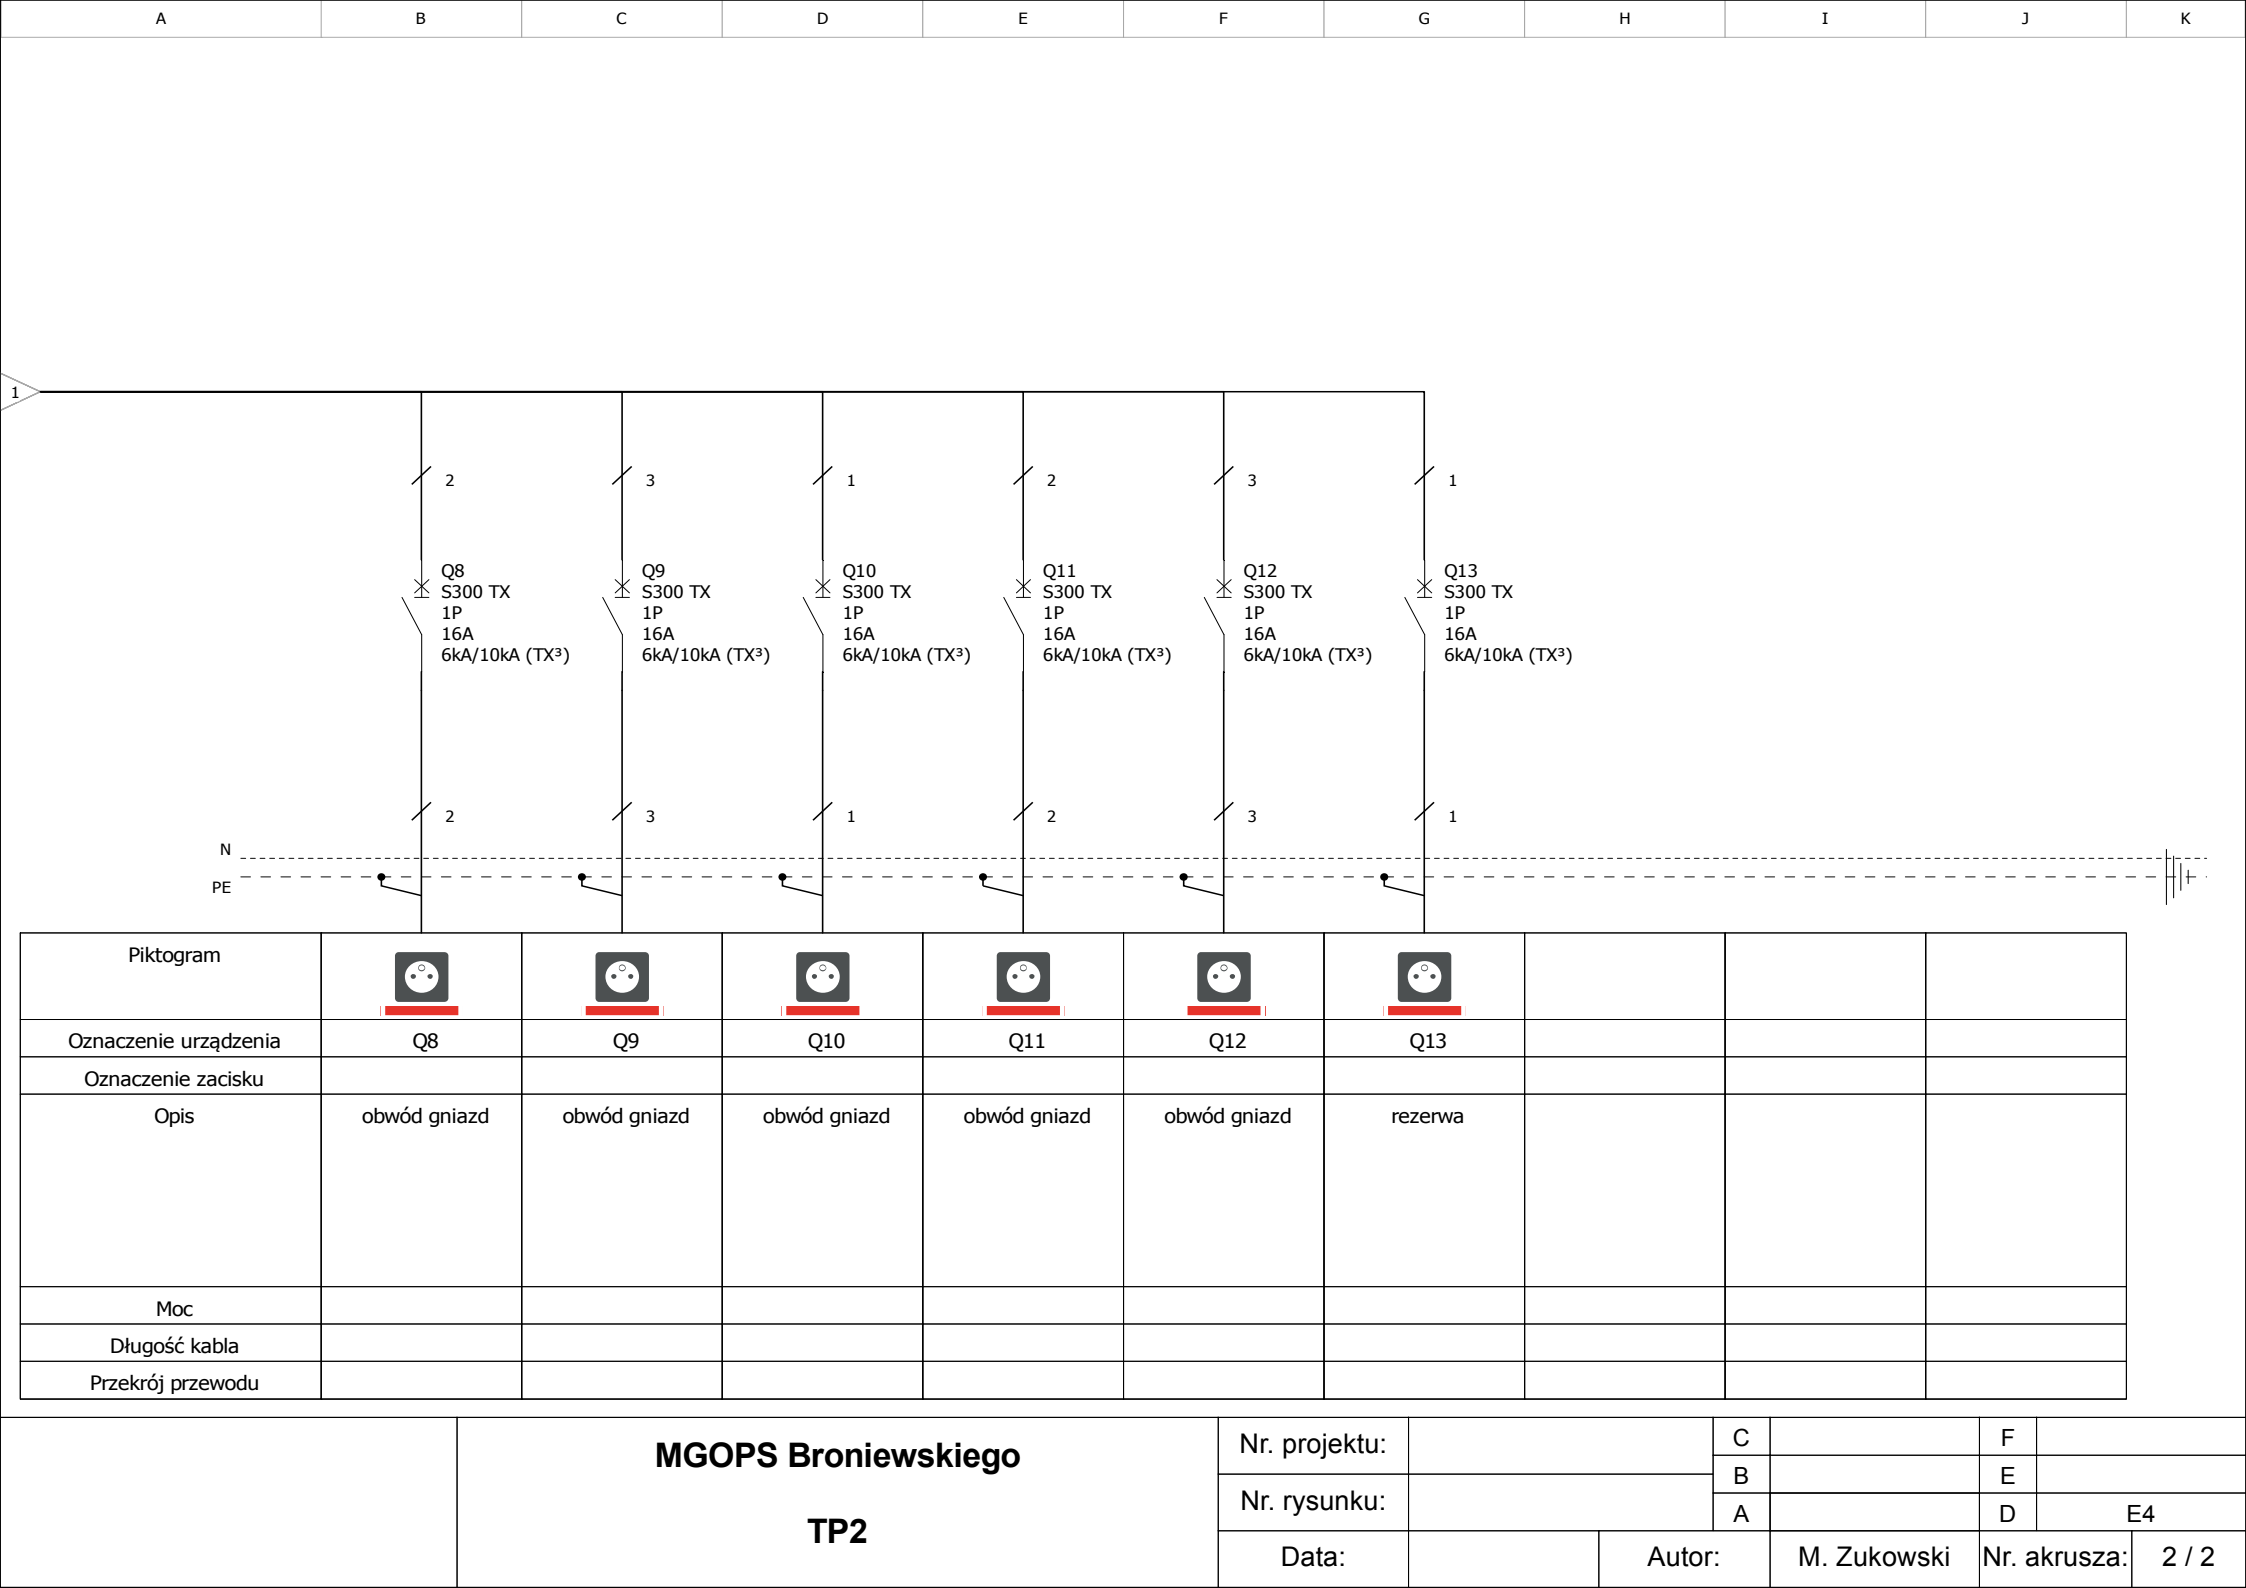 A B C D E F G H I J K
1
2 3 1 2 3 1
Q8 Q9 Q10 Q11 Q12 Q13
S300 TX S300 TX S300 TX S300 TX S300 TX S300 TX
1P 1P 1P 1P 1P 1P
16A 16A 16A 16A 16A 16A
6kA/10kA (TX³) 6kA/10kA (TX³) 6kA/10kA (TX³) 6kA/10kA (TX³) 6kA/10kA (TX³) 6kA/10kA (TX³)
2 3 1 2 3 1
N
PE
Piktogram
Oznaczenie urządzenia Q8 Q9 Q10 Q11 Q12 Q13
Oznaczenie zacisku
Opis obwód gniazd obwód gniazd obwód gniazd obwód gniazd obwód gniazd rezerwa
Moc
Długość kabla
Przekrój przewodu
MGOPS Broniewskiego
TP2
Nr. projektu: C F
B E
Nr. rysunku:
A D E4
Data: Autor: M. Zukowski Nr. akrusza: 2 / 2